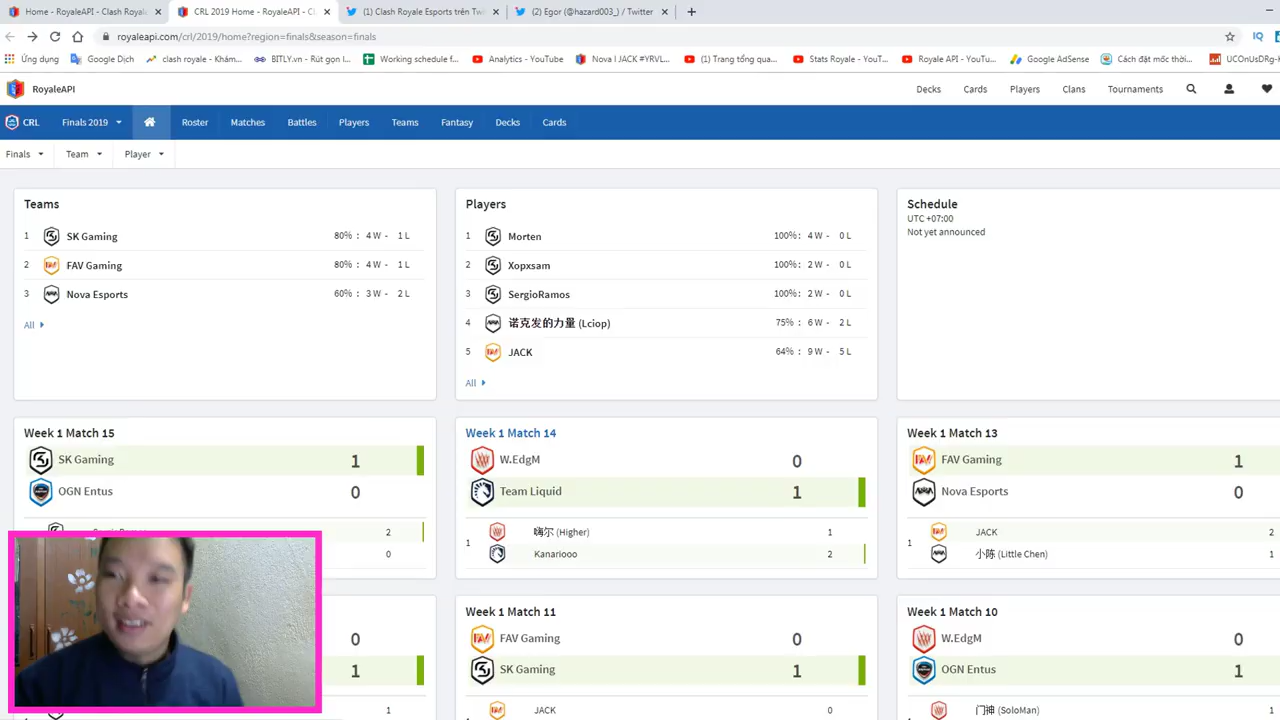 Home - RoyaleAPI - Clash Royale
CRL 2019 Home - RoyaleAPI - C
(1) Clash Royale Esports trên Tw
(2) Egor (@hazard003_) / Twitter
royaleapi.com/crl/2019/home?region=finals&season=finals
Ứng dụng
Google Dịch
clash royale - Khám...
BITLY.vn - Rút gọn l...
Working schedule f...
Analytics - YouTube
Nova l JACK #YRVL...
(1) Trang tổng qua...
Stats Royale - YouT...
Royale API - YouTu...
Google AdSense
Cách đặt mốc thời...
UCOnUsDRg-
RoyaleAPI
Decks
Cards
Players
Clans
Tournaments
CRL
Finals 2019
Roster
Matches
Battles
Players
Teams
Fantasy
Decks
Cards
Finals
Team
Player
Teams
1 SK Gaming 80% : 4 W - 1 L
2 FAV Gaming 80% : 4 W - 1 L
3 Nova Esports 60% : 3 W - 2 L
All
Players
1 Morten 100% : 4 W - 0 L
2 Xopxsam 100% : 2 W - 0 L
3 SergioRamos 100% : 2 W - 0 L
4 诺克发的力量 (Lciop) 75% : 6 W - 2 L
5 JACK 64% : 9 W - 5 L
All
Schedule
UTC +07:00
Not yet announced
Week 1 Match 15
SK Gaming 1
OGN Entus 0
2
0
Week 1 Match 14
W.EdgM 0
Team Liquid 1
1
嗨尔 (Higher) 1
Kanariooo 2
Week 1 Match 13
FAV Gaming 1
Nova Esports 0
1
JACK 2
小陈 (Little Chen) 1
0
1
1
Week 1 Match 11
FAV Gaming 0
SK Gaming 1
JACK 0
Week 1 Match 10
W.EdgM 0
OGN Entus 1
门神 (SoloMan) 1